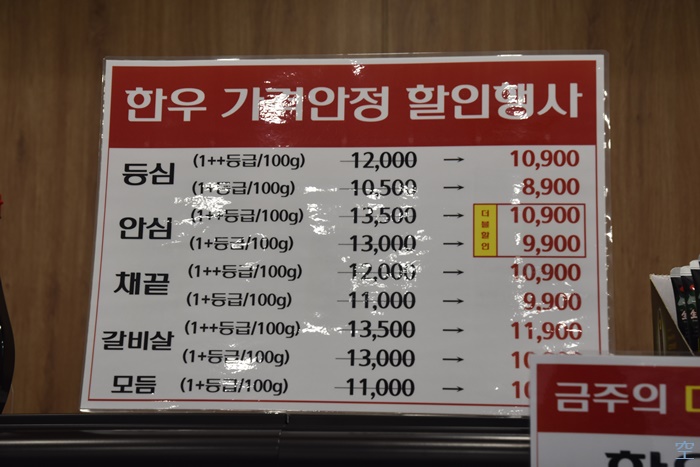 한우 가격안정 할인행사
등심 (1++등급/100g) 12,000 → 10,900
(1+등급/100g) 10,500 → 8,900
안심 (1++등급/100g) 13,500 → 더블할인 10,900
(1+등급/100g) 13,000 → 9,900
채끝 (1++등급/100g) 12,000 → 10,900
(1+등급/100g) 11,000 → 9,900
갈비살 (1++등급/100g) 13,500 → 11,900
(1+등급/100g) 13,000 →
모듬 (1+등급/100g) 11,000 →
금주의
空